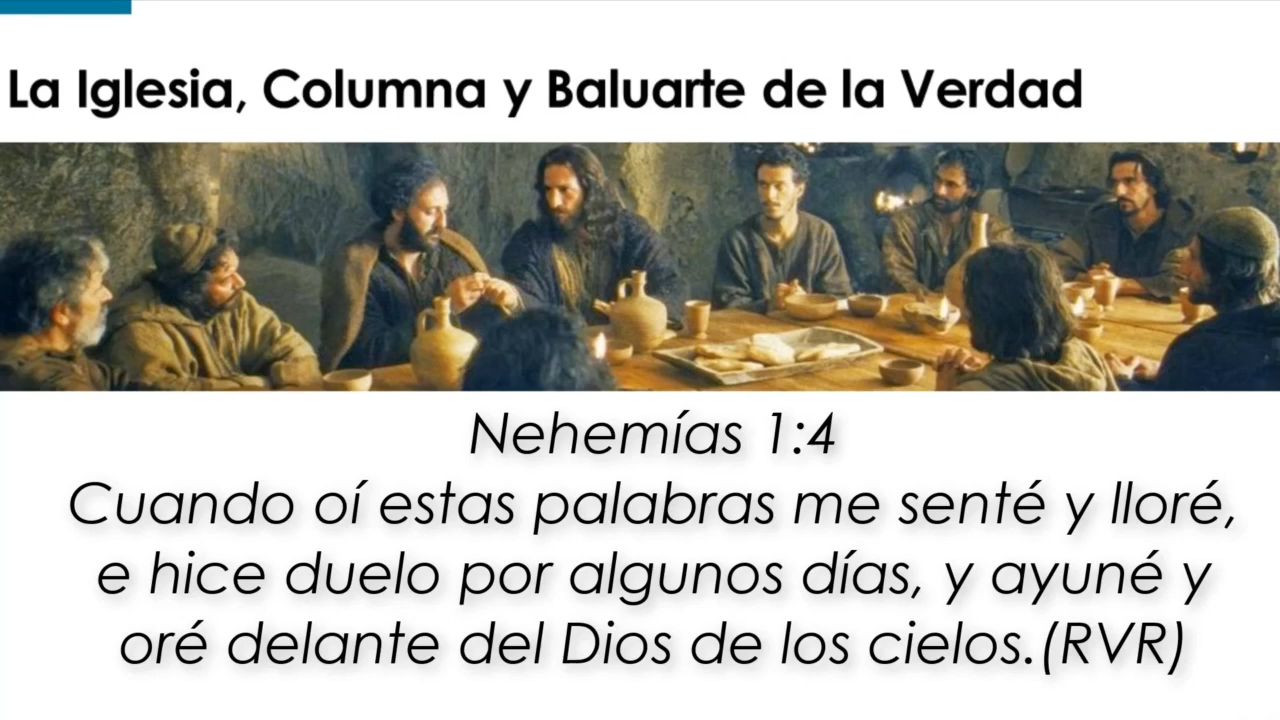 La Iglesia, Columna y Baluarte de la Verdad
Nehemías 1:4
Cuando oí estas palabras me senté y lloré,
e hice duelo por algunos días, y ayuné y
oré delante del Dios de los cielos.(RVR)